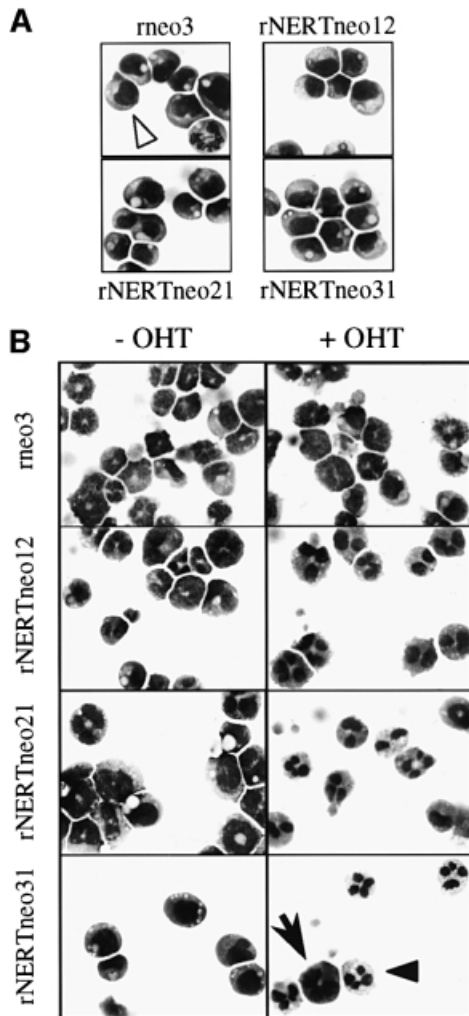 A
rneo3 rNERTneo12
rNERTneo21 rNERTneo31
B
- OHT + OHT
rneo3
rNERTneo12
rNERTneo21
rNERTneo31